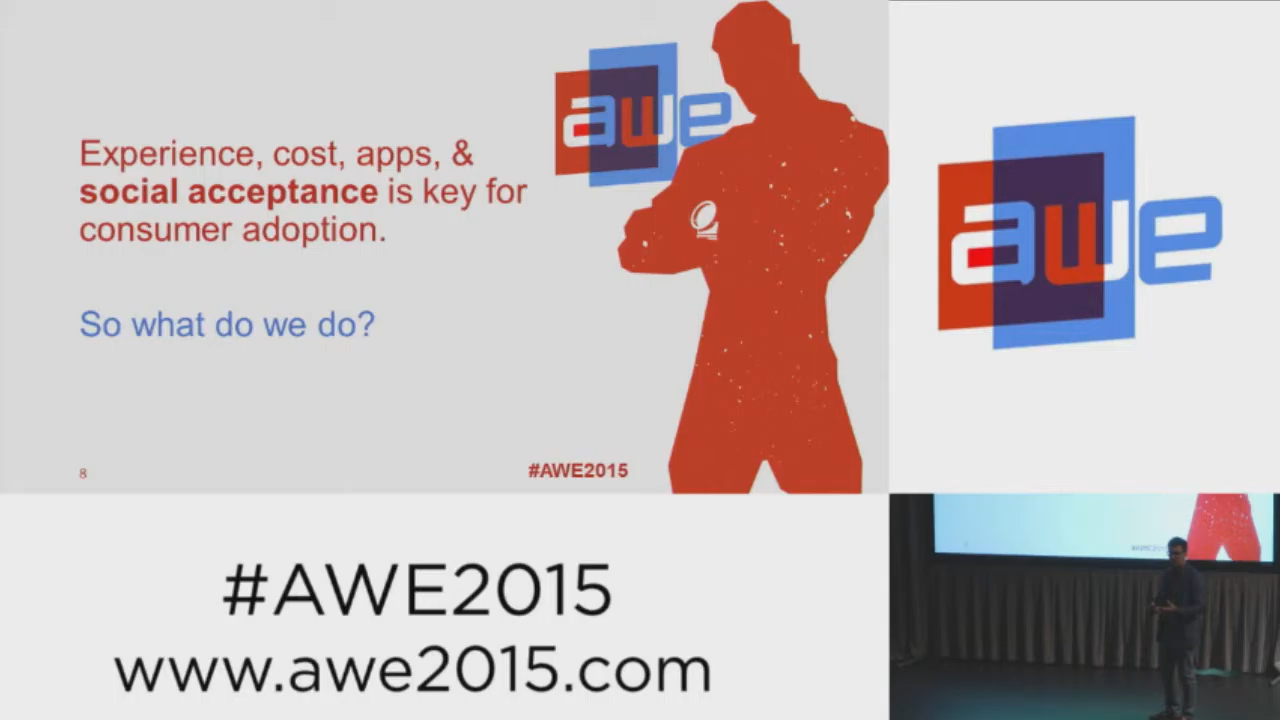 Experience, cost, apps, &
social acceptance is key for
consumer adoption.
So what do we do?
8
#AWE2015
awe
awe
#AWE2015
www.awe2015.com